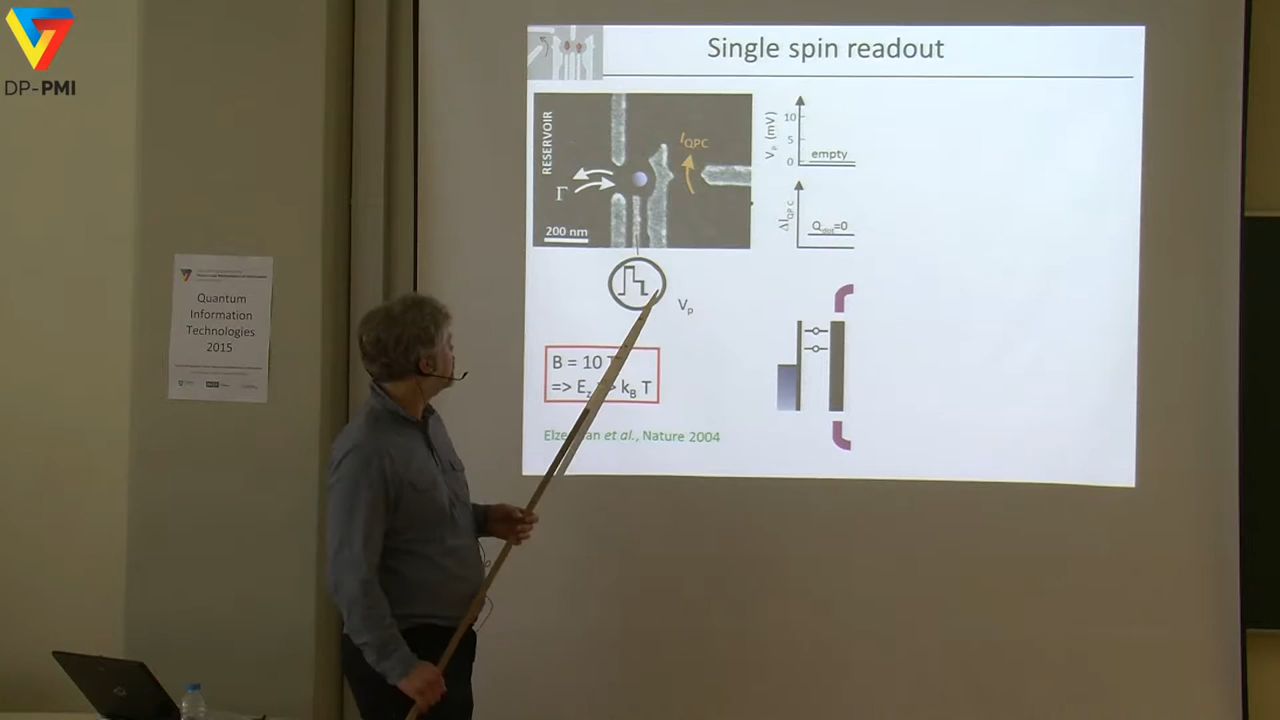 DP-PMI
Quantum
Information
Technologies
2015
Single spin readout
RESERVOIR
Γ
I_QPC
200 nm
V_p (mV)
10
5
0
empty
ΔI_QPC
Q_dot=0
V_p
B = 10 T
=> E_z >> k_B T
et al., Nature 2004